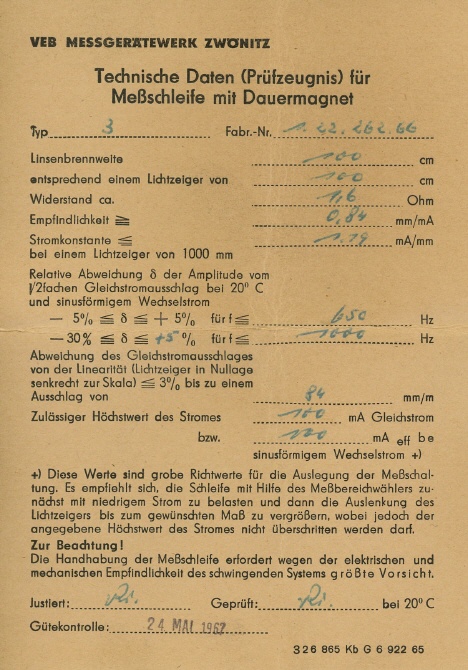 VEB MESSGERÄTEWERK ZWÖNITZ
Technische Daten (Prüfzeugnis) für
Meßschleife mit Dauermagnet
Typ 3 Fabr.-Nr. 1.22.262.66
Linsenbrennweite 100 cm
entsprechend einem Lichtzeiger von 100 cm
Widerstand ca. 1,6 Ohm
Empfindlichkeit ≧ 0,84 mm/mA
Stromkonstante ≦ 1.19 mA/mm
bei einem Lichtzeiger von 1000 mm
Relative Abweichung δ der Amplitude vom
√2fachen Gleichstromausschlag bei 20° C
und sinusförmigem Wechselstrom
— 5% ≦ δ ≦ + 5% für f ≦ 650 Hz
— 30% ≦ δ ≦ +5 % für f ≦ 1000 Hz
Abweichung des Gleichstromausschlages
von der Linearität (Lichtzeiger in Nullage
senkrecht zur Skala) ≦ 3% bis zu einem
Ausschlag von 84 mm/m
Zulässiger Höchstwert des Stromes 100 mA Gleichstrom
bzw. mA eff be
sinusförmigem Wechselstrom +)
+) Diese Werte sind grobe Richtwerte für die Auslegung der Meßschal-
tung. Es empfiehlt sich, die Schleife mit Hilfe des Meßbereichwählers zu-
nächst mit niedrigem Strom zu belasten und dann die Auslenkung des
Lichtzeigers bis zum gewünschten Maß zu vergrößern, wobei jedoch der
angegebene Höchstwert des Stromes nicht überschritten werden darf.
Zur Beachtung!
Die Handhabung der Meßschleife erfordert wegen der elektrischen und
mechanischen Empfindlichkeit des schwingenden Systems größte Vorsicht.
Justiert: Geprüft: bei 20° C
Gütekontrolle: 24 MAI 1967
326 865 Kb G 6 922 65